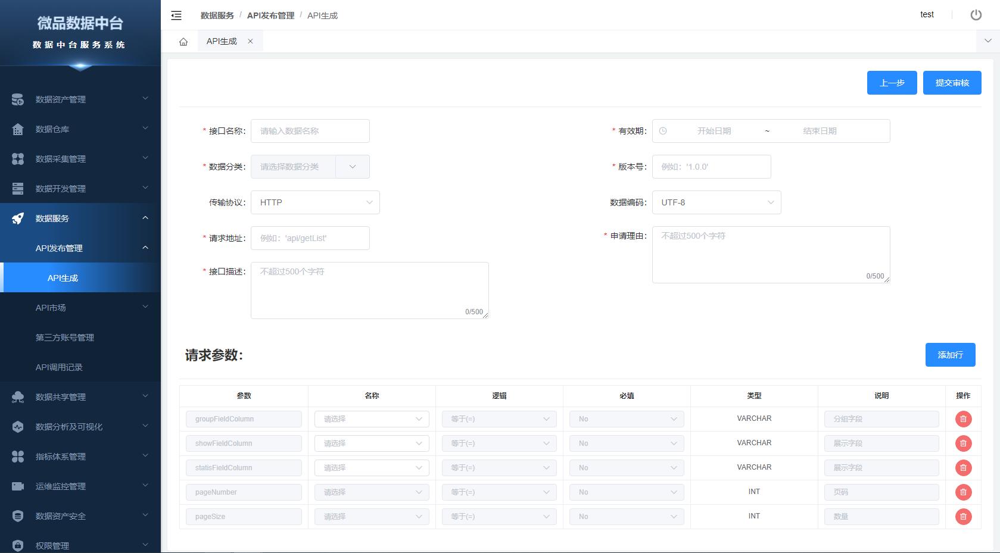 微品数据中台
数据中台服务系统
数据资产管理
数据仓库
数据采集管理
数据开发管理
数据服务
API发布管理
API生成
API市场
第三方账号管理
API调用记录
数据共享管理
数据分析及可视化
指标体系管理
运维监控管理
数据资产安全
权限管理
数据服务 / API发布管理 / API生成
test
API生成
上一步 提交审核
* 接口名称： 请输入数据名称
* 有效期： 开始日期 ~ 结束日期
* 数据分类： 请选择数据分类
* 版本号： 例如：'1.0.0'
传输协议： HTTP
数据编码： UTF-8
* 请求地址： 例如：'api/getList'
* 申请理由： 不超过500个字符
0/500
* 接口描述： 不超过500个字符
0/500
请求参数：
添加行
参数 名称 逻辑 必填 类型 说明 操作
groupFieldColumn 请选择 等于(=) No VARCHAR 分组字段
showFieldColumn 请选择 等于(=) No VARCHAR 展示字段
statisFieldColumn 请选择 等于(=) No VARCHAR 展示字段
pageNumber 请选择 等于(=) No INT 页码
pageSize 请选择 等于(=) No INT 数量